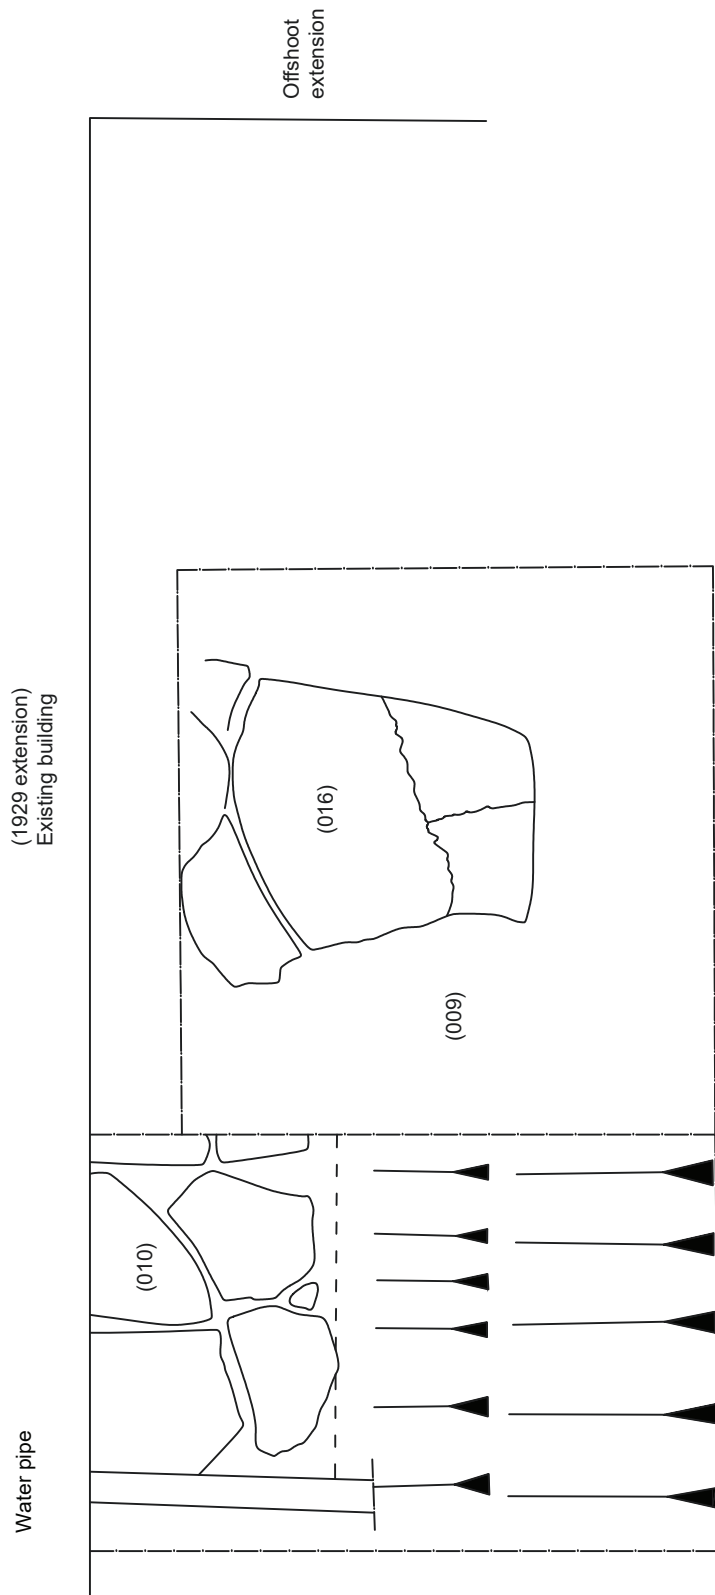 Water pipe
(1929 extension)
Existing building
Offshoot
extension
(010)
(016)
(009)